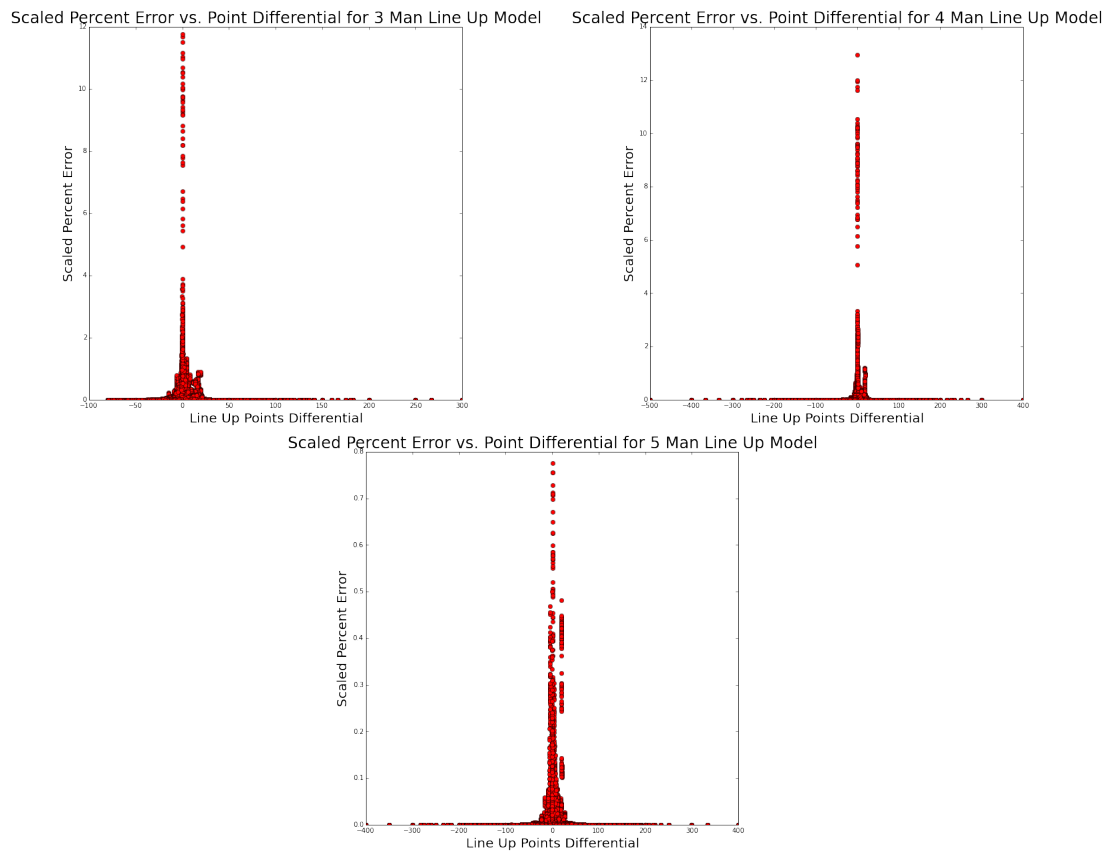 Scaled Percent Error vs. Point Differential for 3 Man Line Up Model
12
10
8
6
4
2
0
Scaled Percent Error
−100 −50 0 50 100 150 200 250 300
Line Up Points Differential
Scaled Percent Error vs. Point Differential for 4 Man Line Up Model
14
12
10
8
6
4
2
0
Scaled Percent Error
−500 −400 −300 −200 −100 0 100 200 300 400
Line Up Points Differential
Scaled Percent Error vs. Point Differential for 5 Man Line Up Model
0.8
0.7
0.6
0.5
0.4
0.3
0.2
0.1
0.0
Scaled Percent Error
−400 −300 −200 −100 0 100 200 300 400
Line Up Points Differential